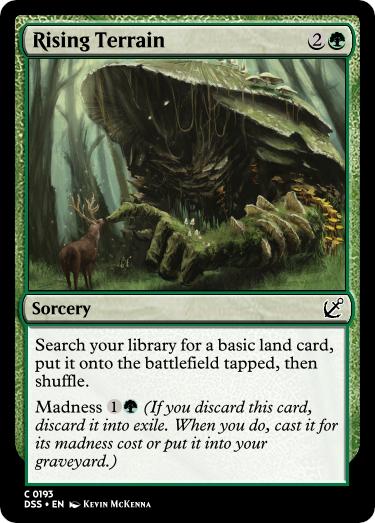 Rising Terrain 2
Sorcery
Search your library for a basic land card,
put it onto the battlefield tapped, then
shuffle.
Madness 1 (If you discard this card,
discard it into exile. When you do, cast it for
its madness cost or put it into your
graveyard.)
C 0193
DSS • EN Kevin McKenna